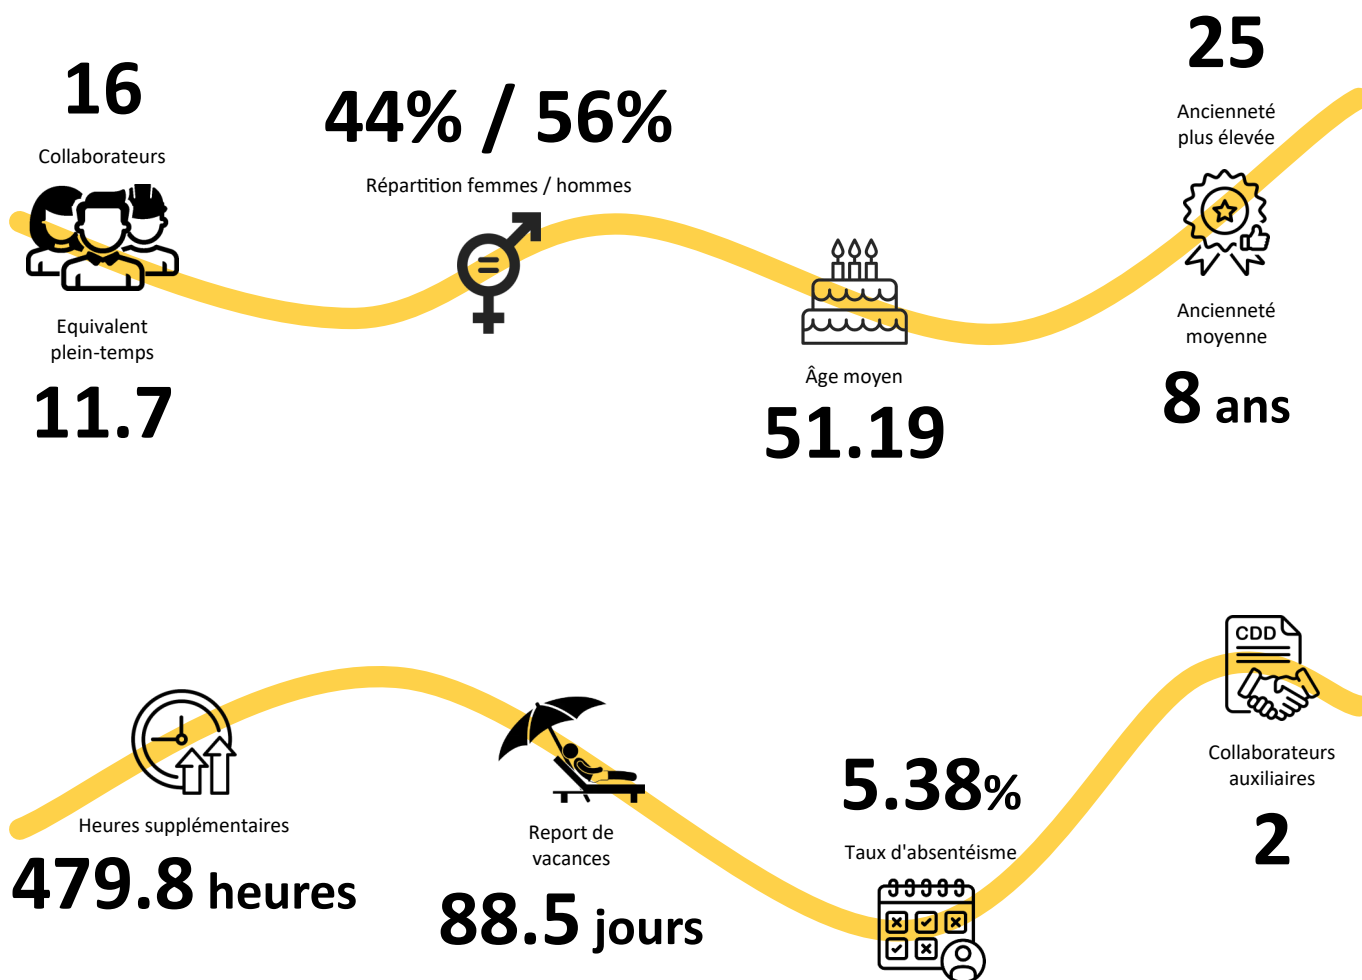 16
Collaborateurs
Equivalent
plein-temps
11.7
44% / 56%
Répartition femmes / hommes
Âge moyen
51.19
25
Ancienneté
plus élevée
Ancienneté
moyenne
8 ans
Heures supplémentaires
479.8 heures
Report de
vacances
88.5 jours
5.38%
Taux d'absentéisme
CDD
Collaborateurs
auxiliaires
2